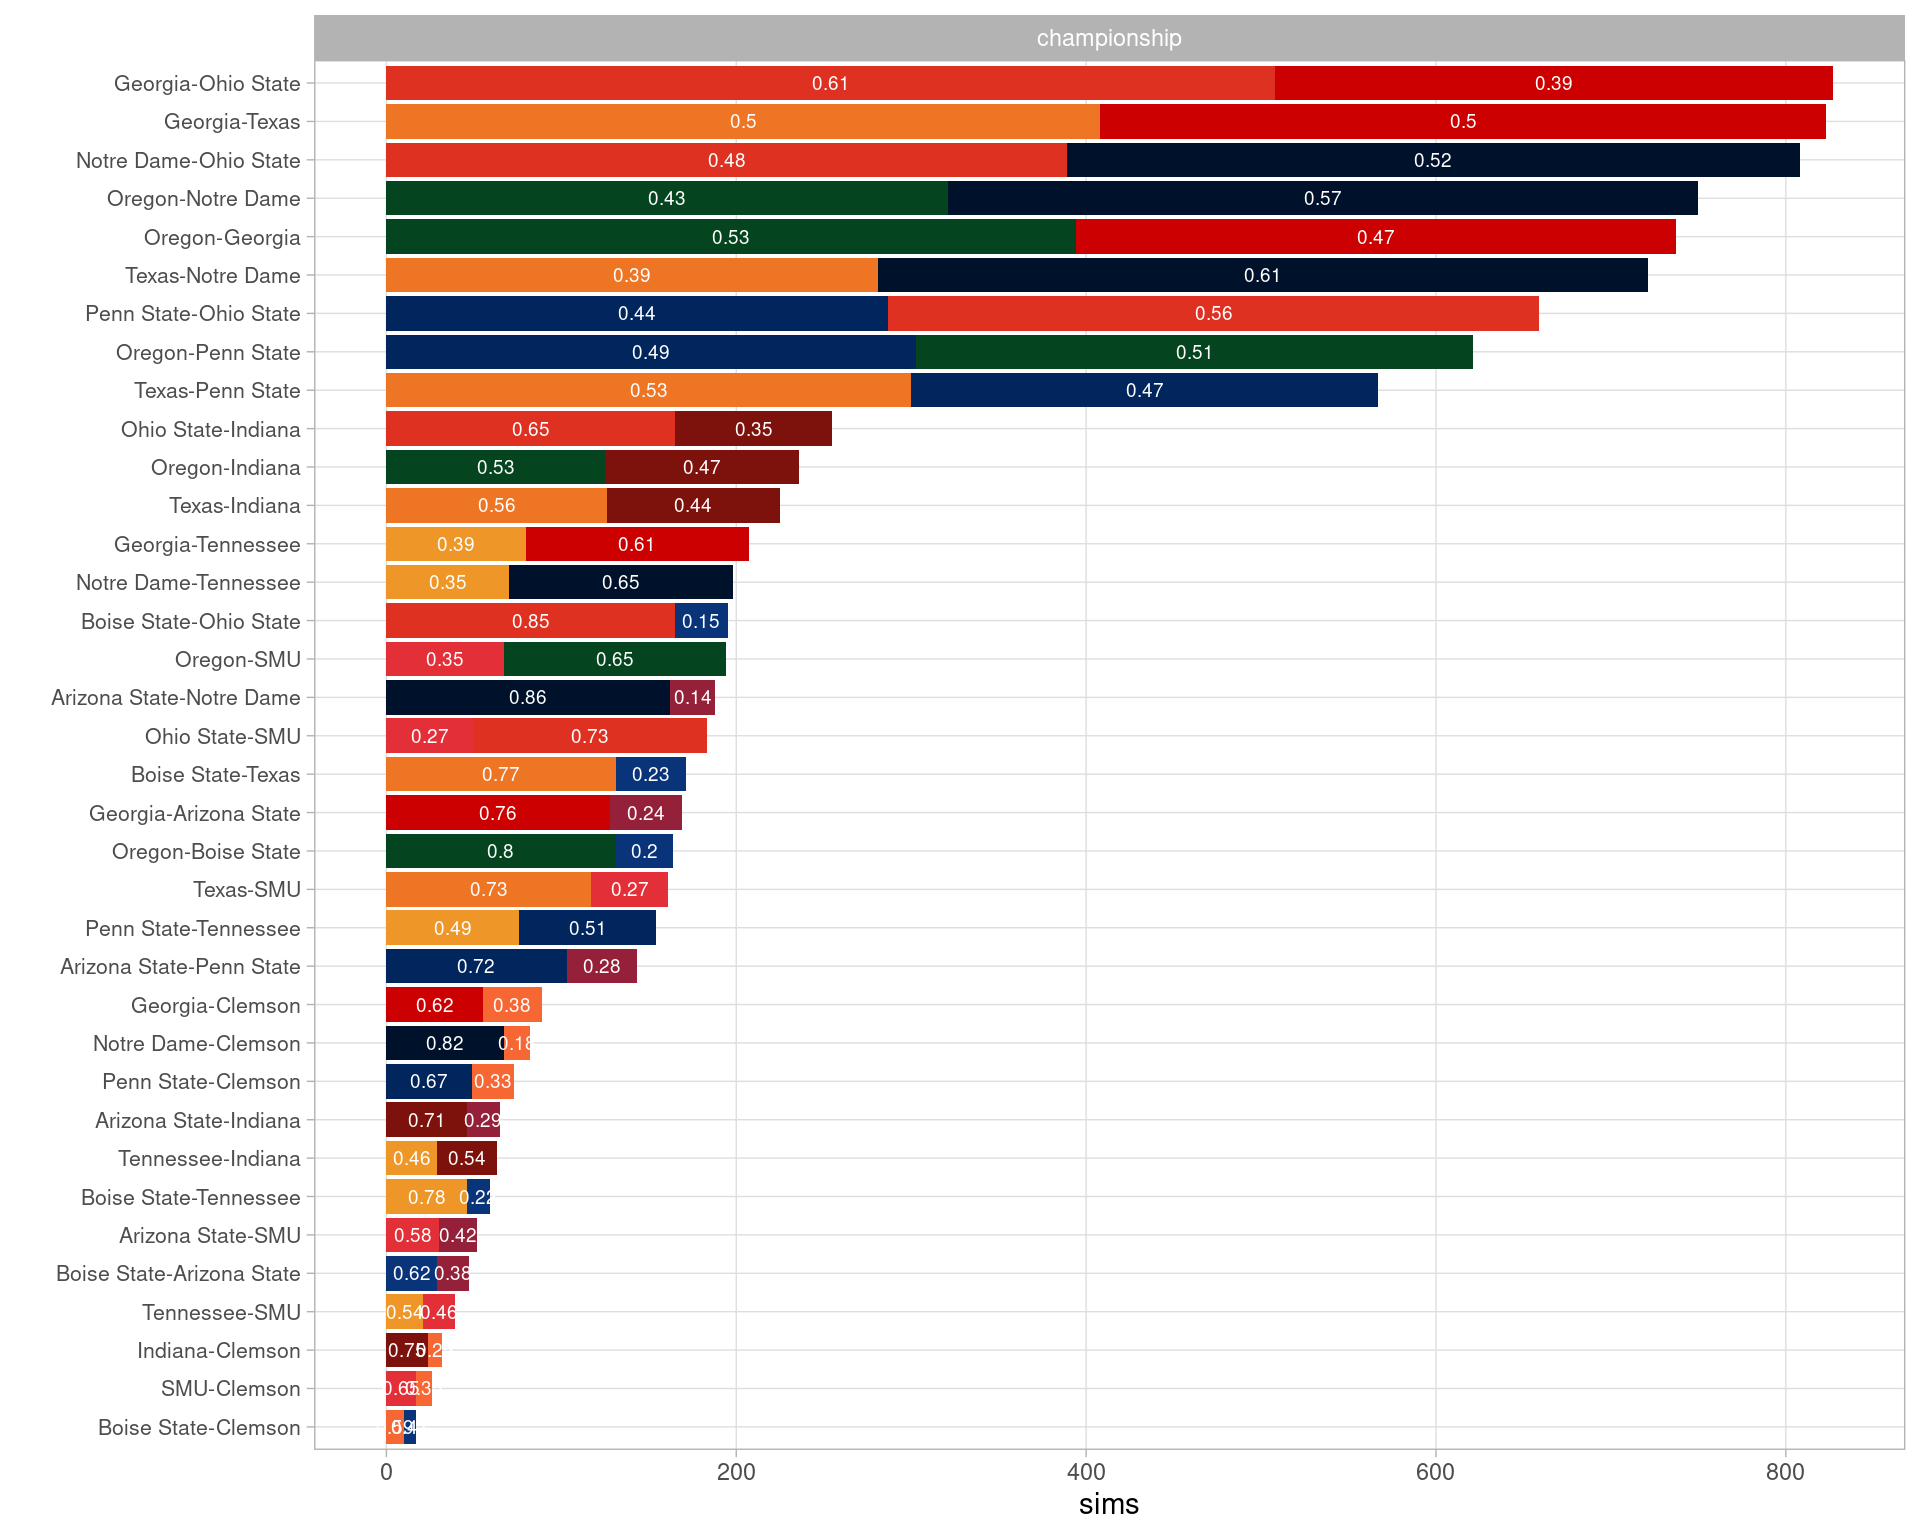 championship
Georgia-Ohio State 0.61 0.39
Georgia-Texas 0.5 0.5
Notre Dame-Ohio State 0.48 0.52
Oregon-Notre Dame 0.43 0.57
Oregon-Georgia 0.53 0.47
Texas-Notre Dame 0.39 0.61
Penn State-Ohio State 0.44 0.56
Oregon-Penn State 0.49 0.51
Texas-Penn State 0.53 0.47
Ohio State-Indiana 0.65 0.35
Oregon-Indiana 0.53 0.47
Texas-Indiana 0.56 0.44
Georgia-Tennessee 0.39 0.61
Notre Dame-Tennessee 0.35 0.65
Boise State-Ohio State 0.85 0.15
Oregon-SMU 0.35 0.65
Arizona State-Notre Dame 0.86 0.14
Ohio State-SMU 0.27 0.73
Boise State-Texas 0.77 0.23
Georgia-Arizona State 0.76 0.24
Oregon-Boise State 0.8 0.2
Texas-SMU 0.73 0.27
Penn State-Tennessee 0.49 0.51
Arizona State-Penn State 0.72 0.28
Georgia-Clemson 0.62 0.38
Notre Dame-Clemson 0.82 0.18
Penn State-Clemson 0.67 0.33
Arizona State-Indiana 0.71 0.29
Tennessee-Indiana 0.46 0.54
Boise State-Tennessee 0.78 0.22
Arizona State-SMU 0.58 0.42
Boise State-Arizona State 0.62 0.38
Tennessee-SMU 0.54 0.46
Indiana-Clemson
SMU-Clemson
Boise State-Clemson
0 200 400 600 800
sims